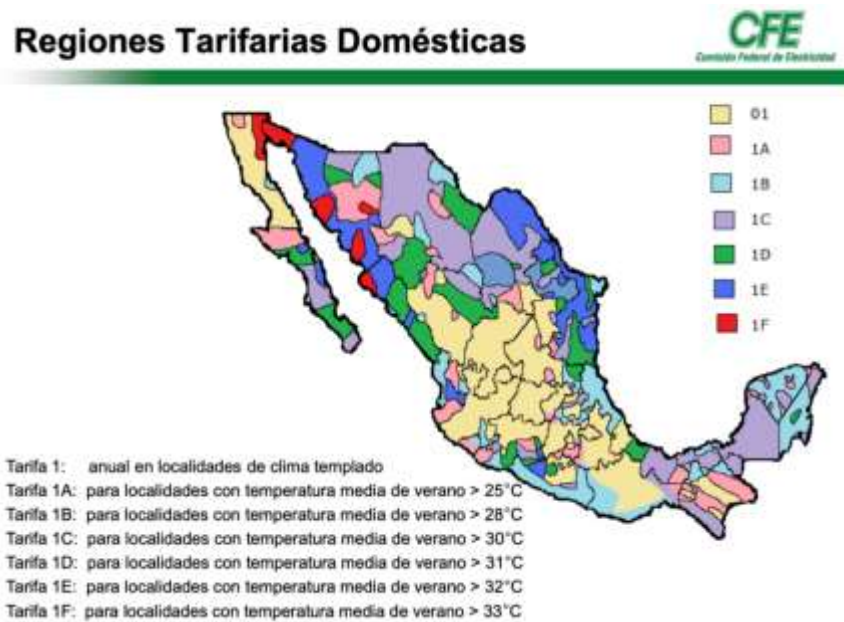 Regiones Tarifarias Domésticas
CFE
Comisión Federal de Electricidad
01
1A
1B
1C
1D
1E
1F
Tarifa 1: anual en localidades de clima templado
Tarifa 1A: para localidades con temperatura media de verano > 25°C
Tarifa 1B: para localidades con temperatura media de verano > 28°C
Tarifa 1C: para localidades con temperatura media de verano > 30°C
Tarifa 1D: para localidades con temperatura media de verano > 31°C
Tarifa 1E: para localidades con temperatura media de verano > 32°C
Tarifa 1F: para localidades con temperatura media de verano > 33°C